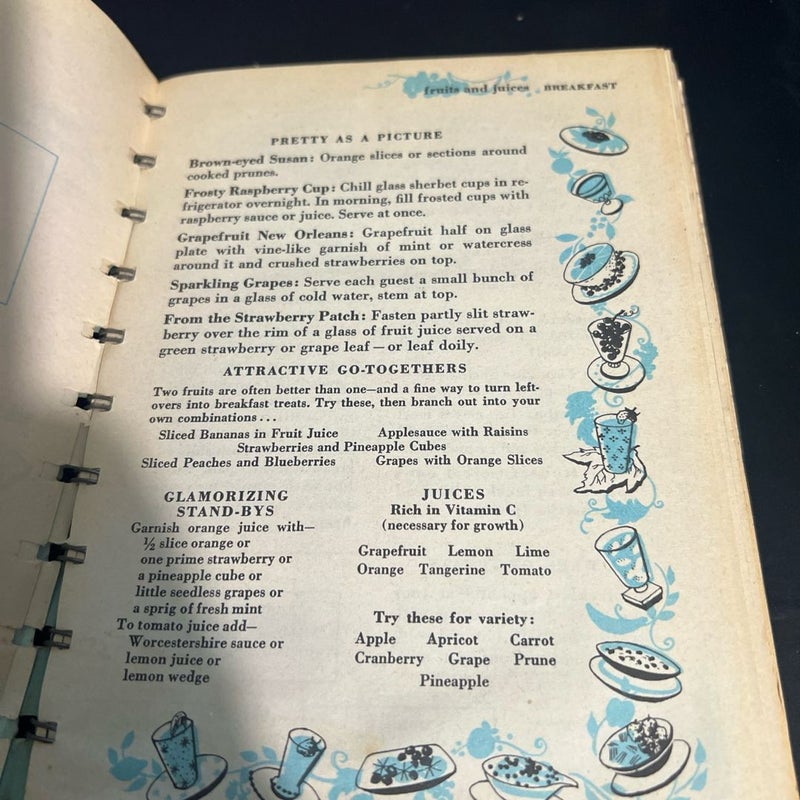 fruits and juices . BREAKFAST
PRETTY AS A PICTURE
Brown-eyed Susan: Orange slices or sections around
cooked prunes.
Frosty Raspberry Cup: Chill glass sherbet cups in re-
frigerator overnight. In morning, fill frosted cups with
raspberry sauce or juice. Serve at once.
Grapefruit New Orleans: Grapefruit half on glass
plate with vine-like garnish of mint or watercress
around it and crushed strawberries on top.
Sparkling Grapes: Serve each guest a small bunch of
grapes in a glass of cold water, stem at top.
From the Strawberry Patch: Fasten partly slit straw-
berry over the rim of a glass of fruit juice served on a
green strawberry or grape leaf—or leaf doily.
ATTRACTIVE GO-TOGETHERS
Two fruits are often better than one—and a fine way to turn left-
overs into breakfast treats. Try these, then branch out into your
own combinations . . .
Sliced Bananas in Fruit Juice Applesauce with Raisins
Strawberries and Pineapple Cubes
Sliced Peaches and Blueberries Grapes with Orange Slices
GLAMORIZING
STAND-BYS
Garnish orange juice with—
½ slice orange or
one prime strawberry or
a pineapple cube or
little seedless grapes or
a sprig of fresh mint
To tomato juice add—
Worcestershire sauce or
lemon juice or
lemon wedge
JUICES
Rich in Vitamin C
(necessary for growth)
Grapefruit Lemon Lime
Orange Tangerine Tomato
Try these for variety:
Apple Apricot Carrot
Cranberry Grape Prune
Pineapple